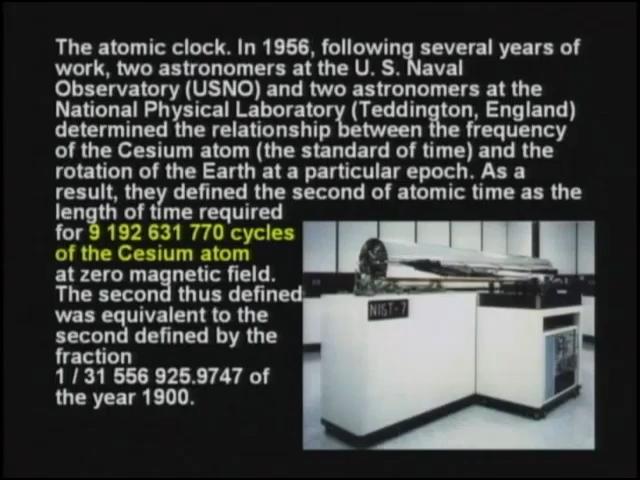 The atomic clock. In 1956, following several years of
work, two astronomers at the U. S. Naval
Observatory (USNO) and two astronomers at the
National Physical Laboratory (Teddington, England)
determined the relationship between the frequency
of the Cesium atom (the standard of time) and the
rotation of the Earth at a particular epoch. As a
result, they defined the second of atomic time as the
length of time required
for 9 192 631 770 cycles
of the Cesium atom
at zero magnetic field.
The second thus defined
was equivalent to the
second defined by the
fraction
1 / 31 556 925.9747 of
the year 1900.
NIST-7